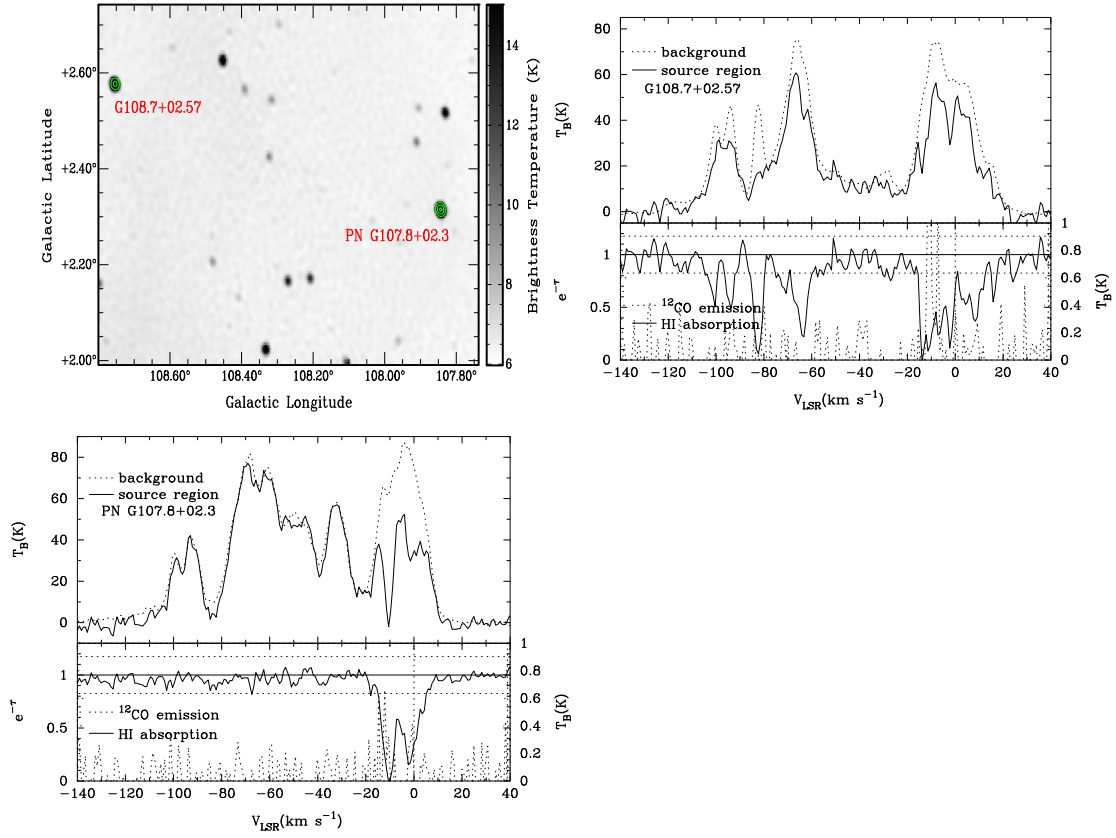 Galactic Latitude
+2.60°
+2.40°
+2.20°
+2.00°
G108.7+02.57
PN G107.8+02.3
108.60°
108.40°
108.20°
108.00°
107.80°
Galactic Longitude
14
12
10
8
6
Brightness Temperature (K)
T_B(K)
80
60
40
20
0
background
source region
G108.7+02.57
e^−τ
1
0.5
0
¹²CO emission
HI absorption
1
0.8
0.6
0.4
0.2
0
T_B(K)
−140 −120 −100 −80 −60 −40 −20 0 20 40
V_LSR(km s⁻¹)
T_B(K)
80
60
40
20
0
background
source region
PN G107.8+02.3
e^−τ
1
0.5
0
¹²CO emission
HI absorption
1
0.8
0.6
0.4
0.2
0
T_B(K)
−140 −120 −100 −80 −60 −40 −20 0 20 40
V_LSR(km s⁻¹)